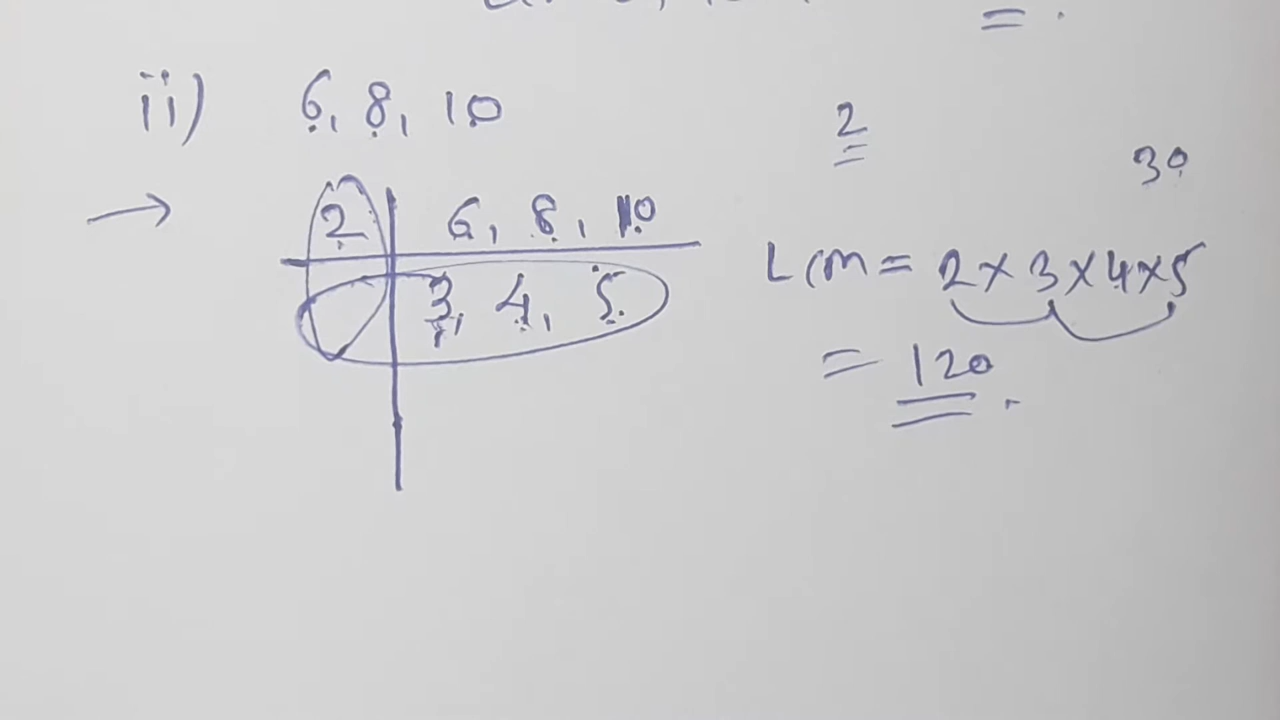 ii) 6, 8, 10
2
30
2 | 6, 8, 10
3, 4, 5
LCM = 2×3×4×5
= 120.